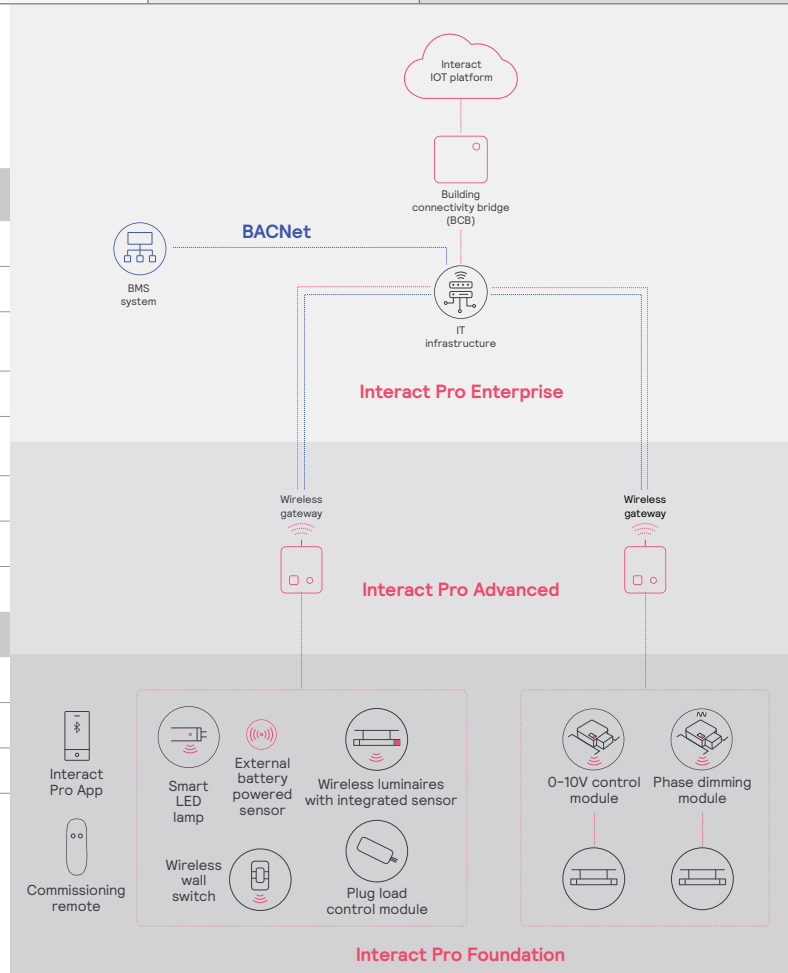 Interact
IOT platform
Building
connectivity bridge
(BCB)
BACNet
BMS
system
IT
infrastructure
Interact Pro Enterprise
Wireless
gateway
Wireless
gateway
Interact Pro Advanced
Interact
Pro App
Smart
LED
lamp
External
battery
powered
sensor
Wireless luminaires
with integrated sensor
0-10V control
module
Phase dimming
module
Commissioning
remote
Wireless
wall
switch
Plug load
control module
Interact Pro Foundation